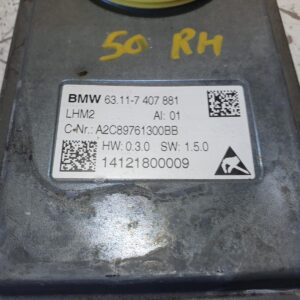 50 RH
BMW 63.11-7 407 881
LHM2 AI: 01
C-Nr.: A2C89761300BB
HW: 0.3.0 SW: 1.5.0
14121800009